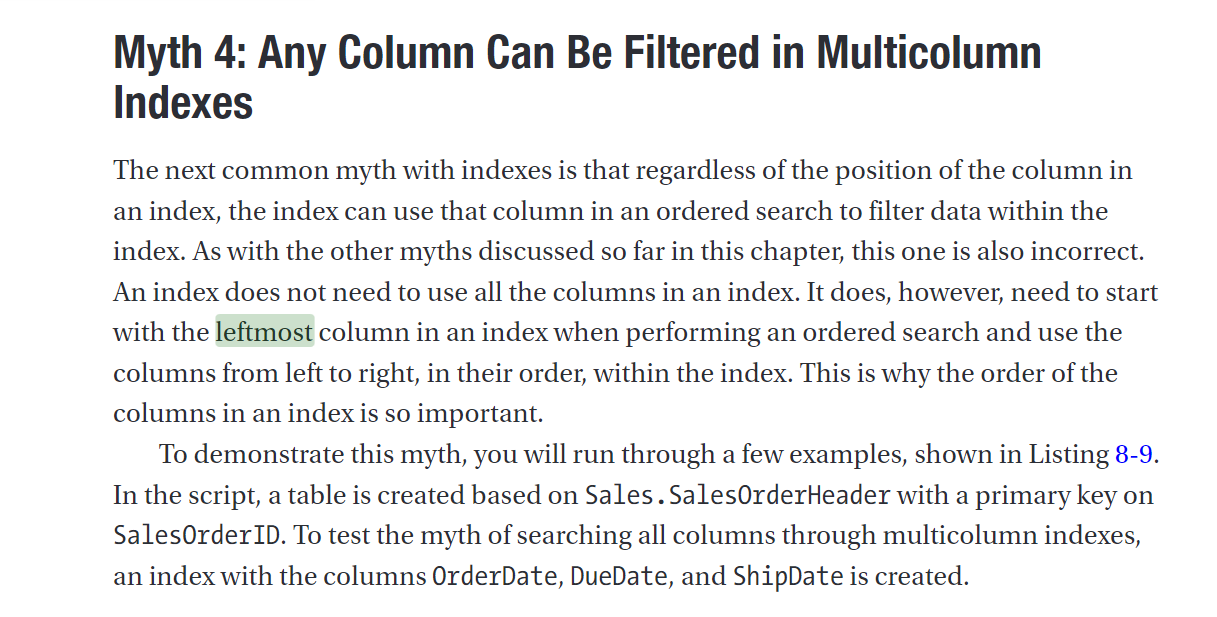 Myth 4: Any Column Can Be Filtered in Multicolumn
Indexes
The next common myth with indexes is that regardless of the position of the column in
an index, the index can use that column in an ordered search to filter data within the
index. As with the other myths discussed so far in this chapter, this one is also incorrect.
An index does not need to use all the columns in an index. It does, however, need to start
with the leftmost column in an index when performing an ordered search and use the
columns from left to right, in their order, within the index. This is why the order of the
columns in an index is so important.
To demonstrate this myth, you will run through a few examples, shown in Listing 8-9.
In the script, a table is created based on Sales.SalesOrderHeader with a primary key on
SalesOrderID. To test the myth of searching all columns through multicolumn indexes,
an index with the columns OrderDate, DueDate, and ShipDate is created.